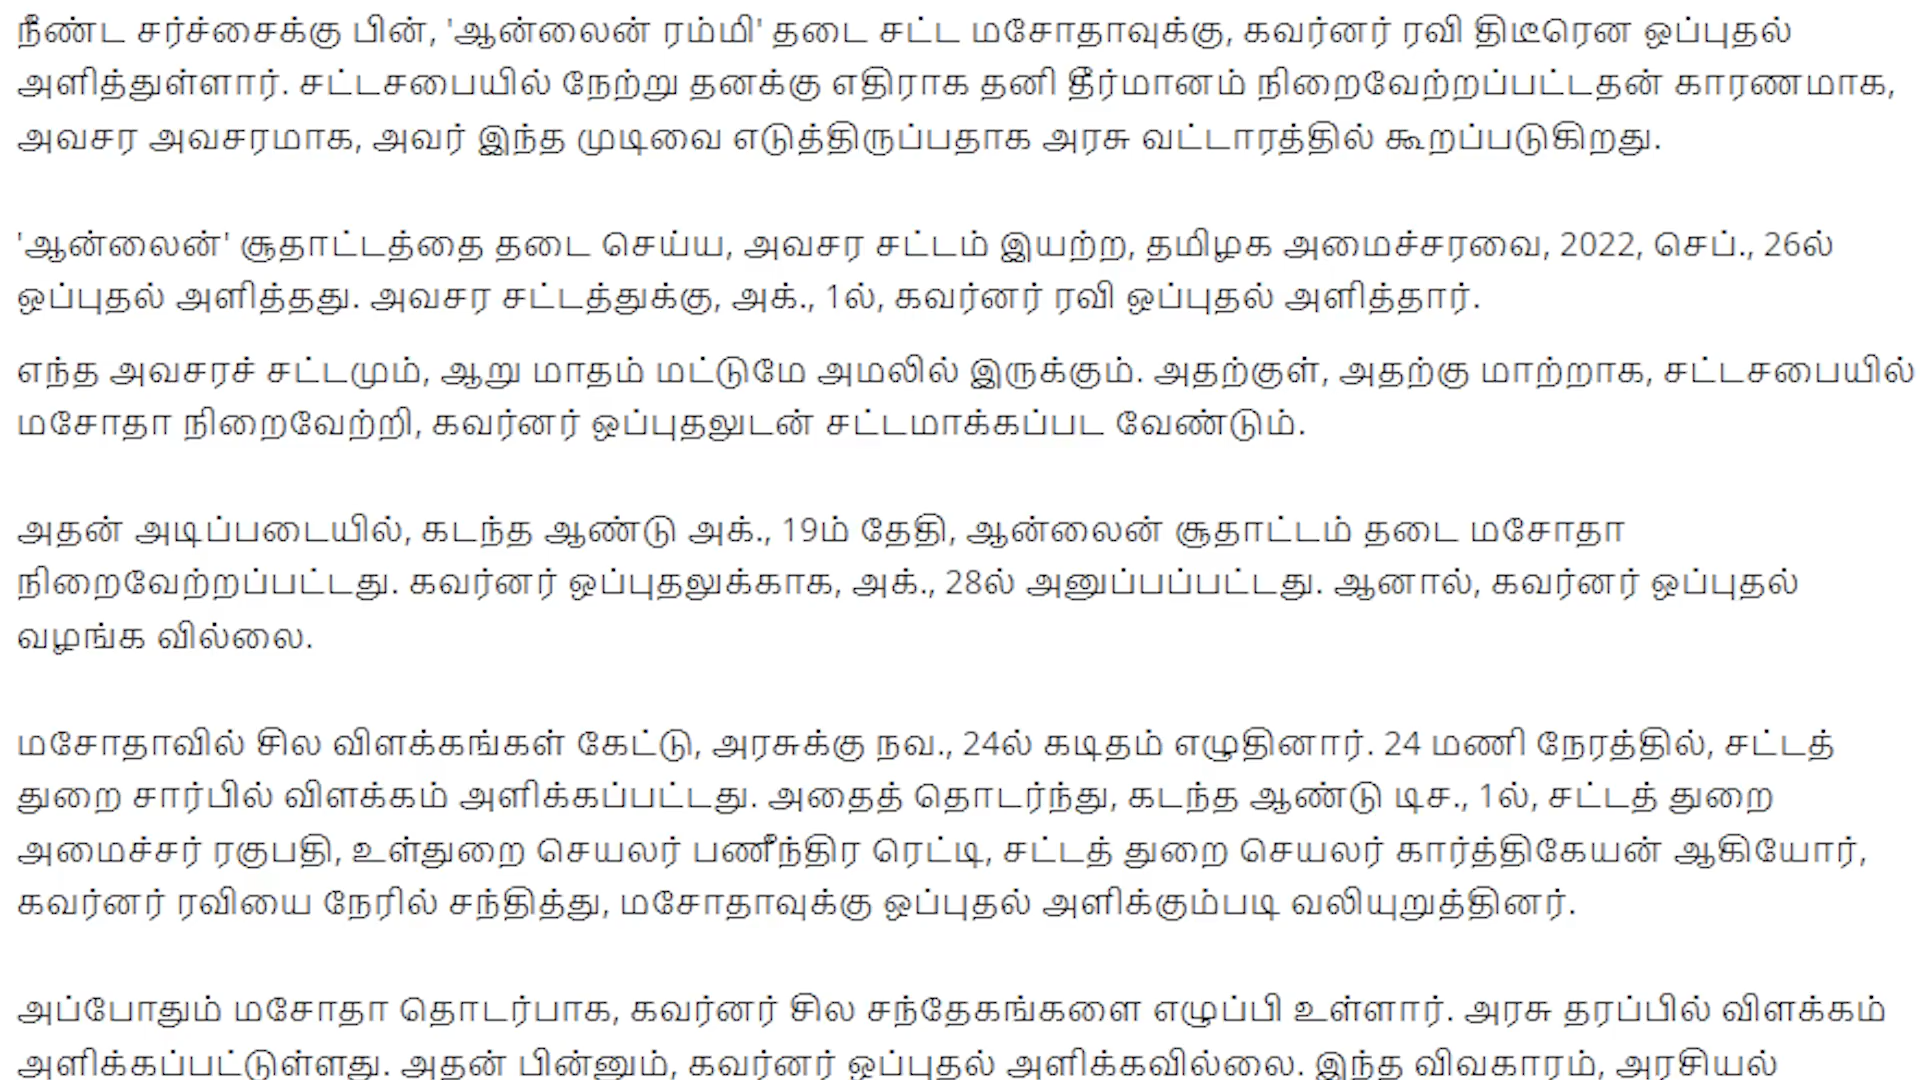 நீண்ட சர்ச்சைக்கு பின், 'ஆன்லைன் ரம்மி' தடை சட்ட மசோதாவுக்கு, கவர்னர் ரவி திடீரென ஒப்புதல்
அளித்துள்ளார். சட்டசபையில் நேற்று தனக்கு எதிராக தனி தீர்மானம் நிறைவேற்றப்பட்டதன் காரணமாக,
அவசர அவசரமாக, அவர் இந்த முடிவை எடுத்திருப்பதாக அரசு வட்டாரத்தில் கூறப்படுகிறது.
'ஆன்லைன்' சூதாட்டத்தை தடை செய்ய, அவசர சட்டம் இயற்ற, தமிழக அமைச்சரவை, 2022, செப்., 26ல்
ஒப்புதல் அளித்தது. அவசர சட்டத்துக்கு, அக்., 1ல், கவர்னர் ரவி ஒப்புதல் அளித்தார்.
எந்த அவசரச் சட்டமும், ஆறு மாதம் மட்டுமே அமலில் இருக்கும். அதற்குள், அதற்கு மாற்றாக, சட்டசபையில்
மசோதா நிறைவேற்றி, கவர்னர் ஒப்புதலுடன் சட்டமாக்கப்பட வேண்டும்.
அதன் அடிப்படையில், கடந்த ஆண்டு அக்., 19ம் தேதி, ஆன்லைன் சூதாட்டம் தடை மசோதா
நிறைவேற்றப்பட்டது. கவர்னர் ஒப்புதலுக்காக, அக்., 28ல் அனுப்பப்பட்டது. ஆனால், கவர்னர் ஒப்புதல்
வழங்க வில்லை.
மசோதாவில் சில விளக்கங்கள் கேட்டு, அரசுக்கு நவ., 24ல் கடிதம் எழுதினார். 24 மணி நேரத்தில், சட்டத்
துறை சார்பில் விளக்கம் அளிக்கப்பட்டது. அதைத் தொடர்ந்து, கடந்த ஆண்டு டிச., 1ல், சட்டத் துறை
அமைச்சர் ரகுபதி, உள்துறை செயலர் பணீந்திர ரெட்டி, சட்டத் துறை செயலர் கார்த்திகேயன் ஆகியோர்,
கவர்னர் ரவியை நேரில் சந்தித்து, மசோதாவுக்கு ஒப்புதல் அளிக்கும்படி வலியுறுத்தினர்.
அப்போதும் மசோதா தொடர்பாக, கவர்னர் சில சந்தேகங்களை எழுப்பி உள்ளார். அரசு தரப்பில் விளக்கம்
அளிக்கப்பட்டுள்ளது. அதன் பின்னும், கவர்னர் ஒப்புதல் அளிக்கவில்லை. இந்த விவகாரம், அரசியல்